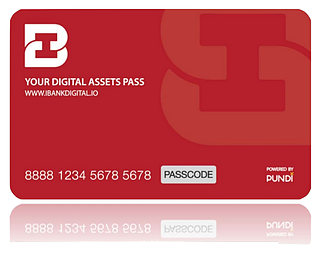 YOUR DIGITAL ASSETS PASS
WWW.IBANKDIGITAL.IO
8888 1234 5678 5678 PASSCODE
POWERED BY
PUNDI